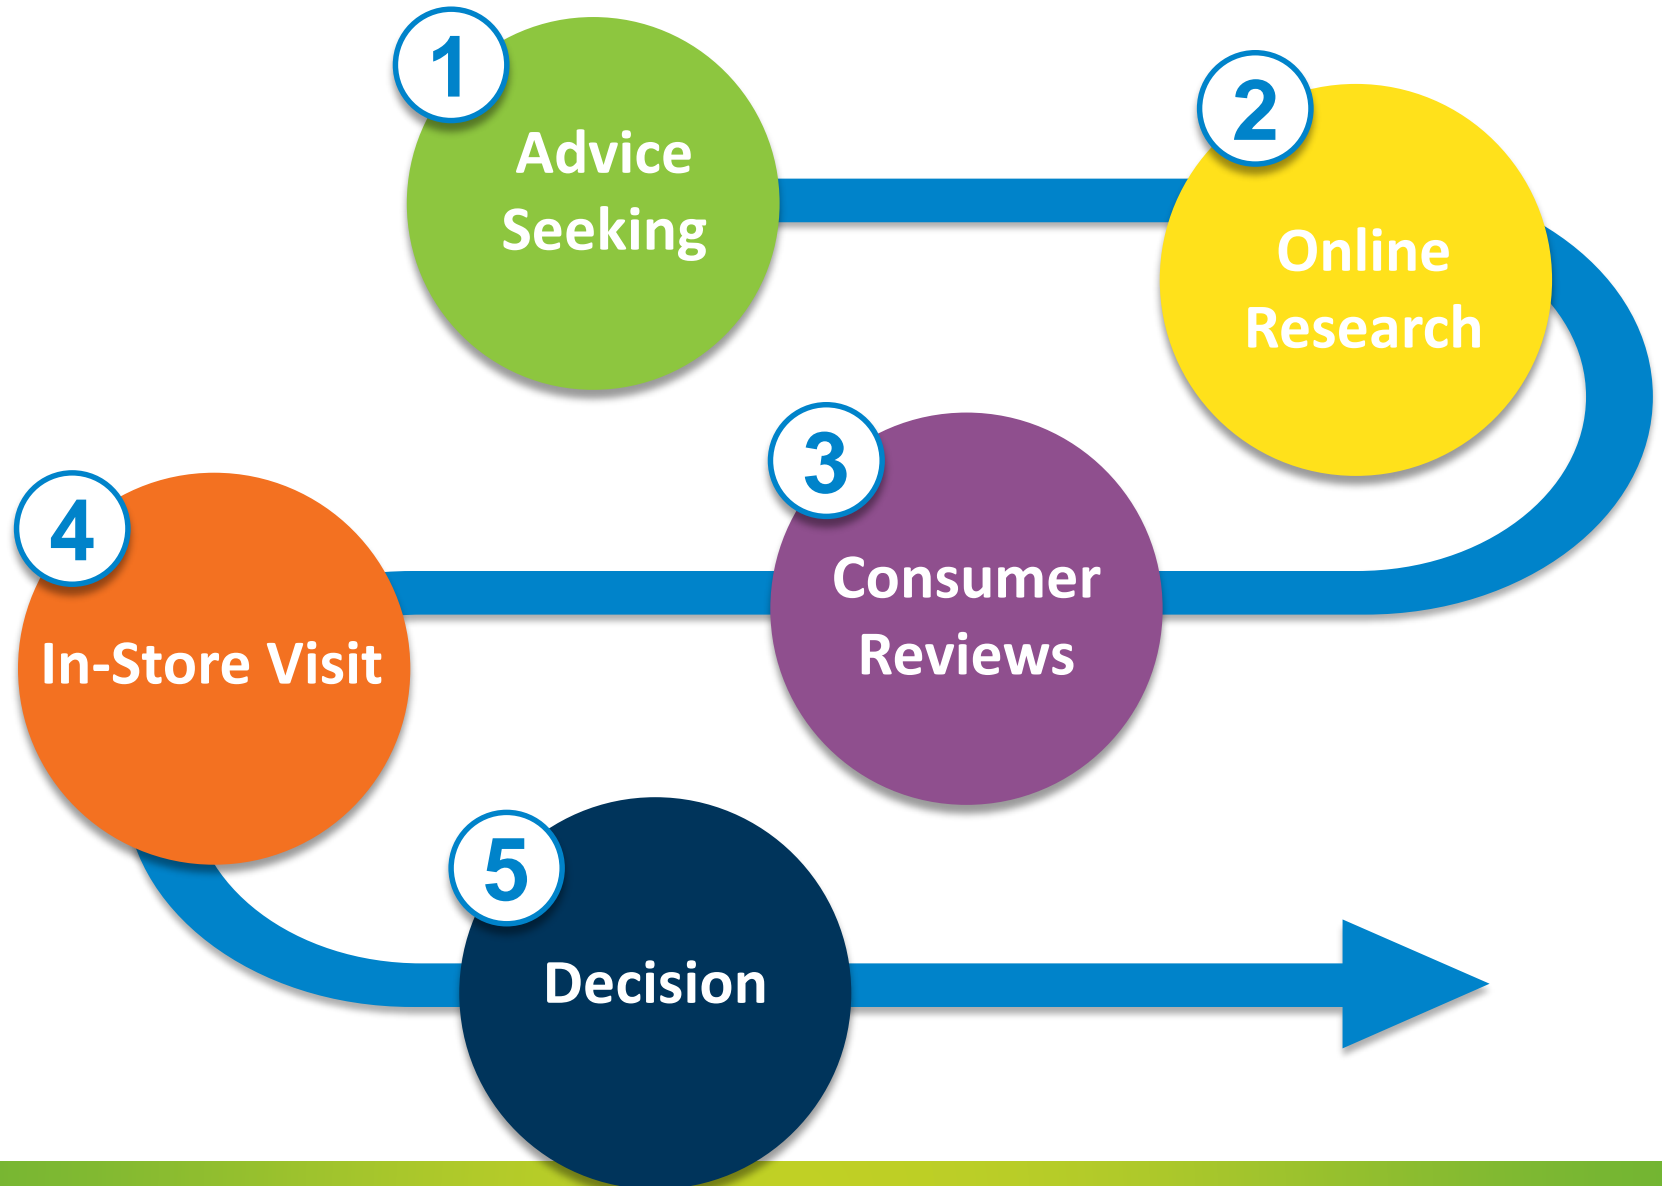 1
Advice
Seeking
2
Online
Research
3
Consumer
Reviews
4
In-Store Visit
5
Decision